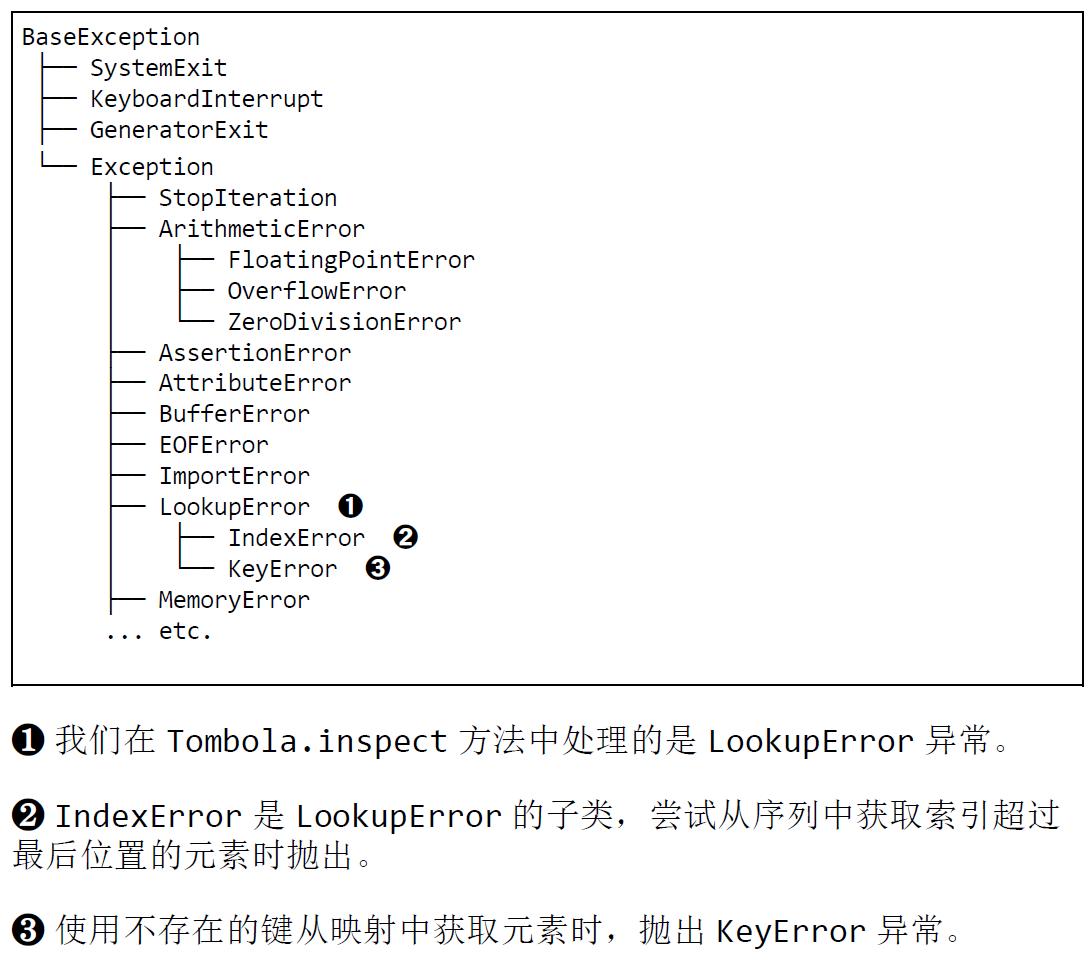 BaseException
├── SystemExit
├── KeyboardInterrupt
├── GeneratorExit
└── Exception
├── StopIteration
├── ArithmeticError
│ ├── FloatingPointError
│ ├── OverflowError
│ └── ZeroDivisionError
├── AssertionError
├── AttributeError
├── BufferError
├── EOFError
├── ImportError
├── LookupError ❶
│ ├── IndexError ❷
│ └── KeyError ❸
├── MemoryError
... etc.
❶ 我们在 Tombola.inspect 方法中处理的是 LookupError 异常。
❷ IndexError 是 LookupError 的子类，尝试从序列中获取索引超过
最后位置的元素时抛出。
❸ 使用不存在的键从映射中获取元素时，抛出 KeyError 异常。